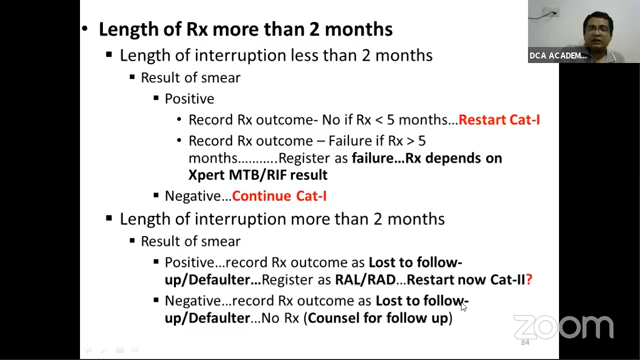 • Length of Rx more than 2 months
▪ Length of interruption less than 2 months
▪ Result of smear
▪ Positive
• Record Rx outcome- No if Rx < 5 months…Restart Cat-I
• Record Rx outcome – Failure if Rx > 5
months………..Register as failure…Rx depends on
Xpert MTB/RIF result
▪ Negative…Continue Cat-I
▪ Length of interruption more than 2 months
▪ Result of smear
▪ Positive…record Rx outcome as Lost to follow-
up/Defaulter…Register as RAL/RAD…Restart now Cat-II?
▪ Negative…record Rx outcome as Lost to follow-
up/Defaulter…No Rx (Counsel for follow up)
DCA ACADEM…
zoom
84